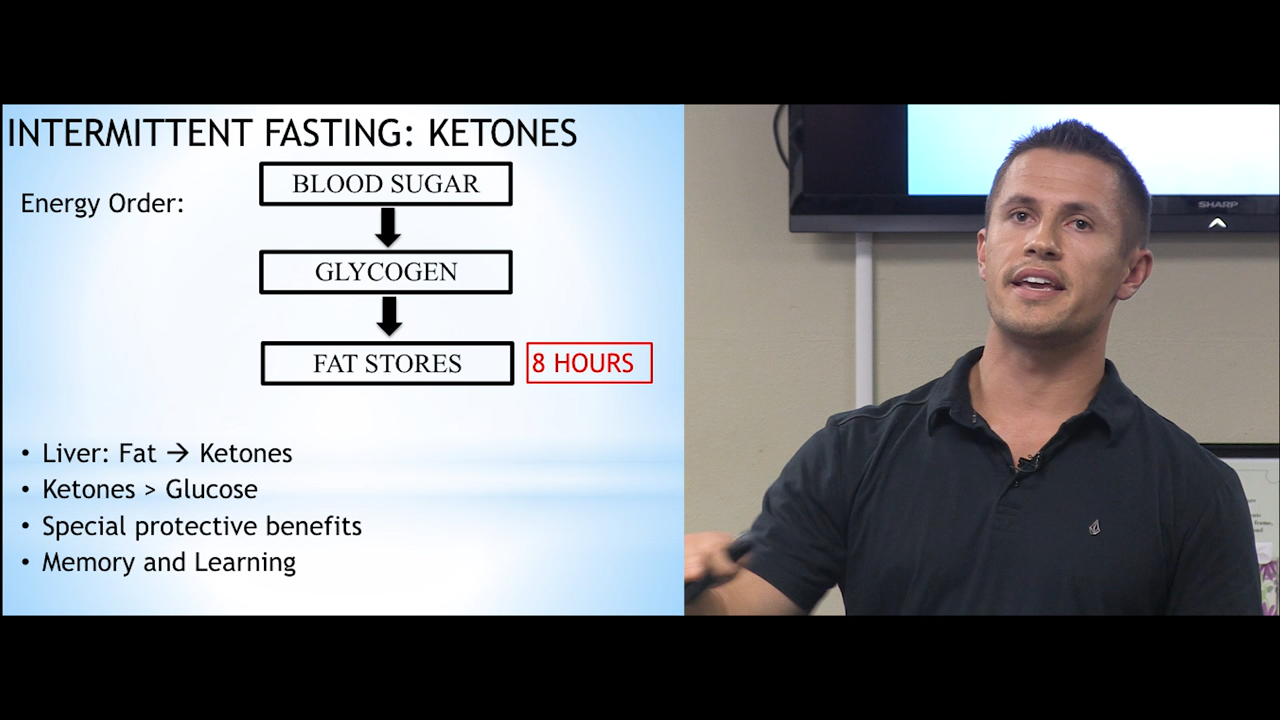 INTERMITTENT FASTING: KETONES
Energy Order:
BLOOD SUGAR
GLYCOGEN
FAT STORES
8 HOURS
• Liver: Fat → Ketones
• Ketones > Glucose
• Special protective benefits
• Memory and Learning
SHARP